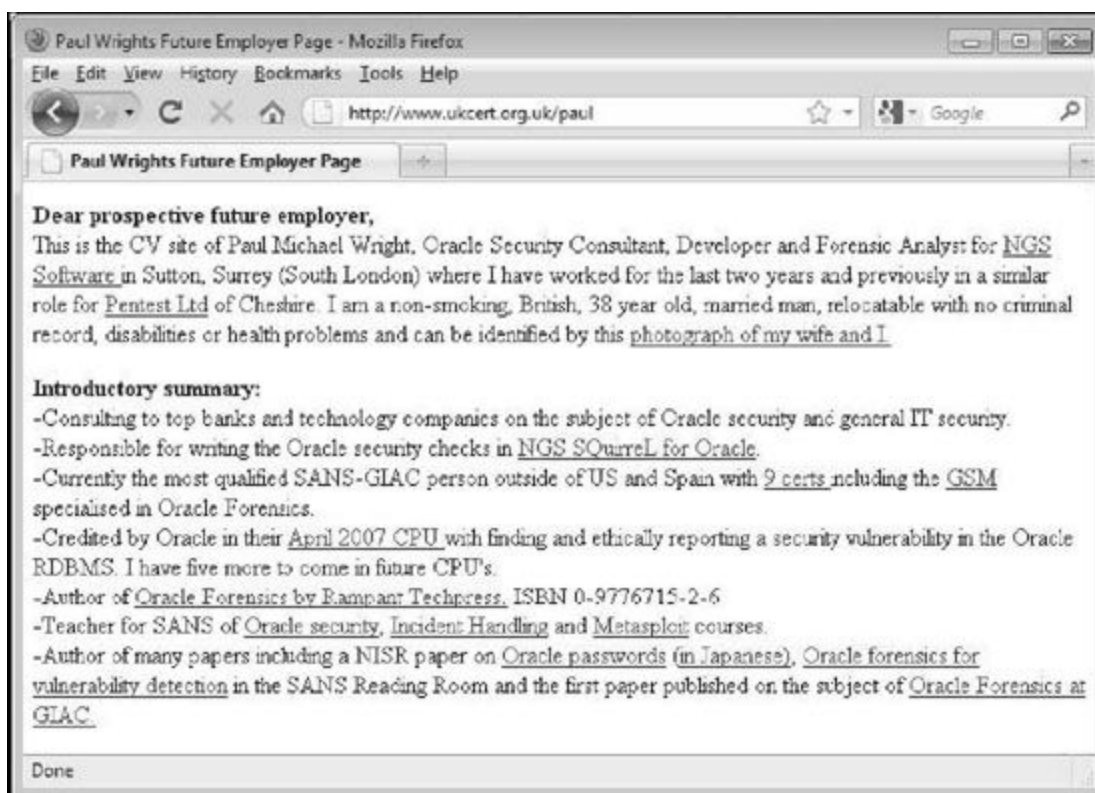 Paul Wrights Future Employer Page - Mozilla Firefox
File Edit View History Bookmarks Tools Help
http://www.ukcert.org.uk/paul
Google
Paul Wrights Future Employer Page
Dear prospective future employer,
This is the CV site of Paul Michael Wright, Oracle Security Consultant, Developer and Forensic Analyst for NGS
Software in Sutton, Surrey (South London) where I have worked for the last two years and previously in a similar
role for Pentest Ltd of Cheshire. I am a non-smoking, British, 38 year old, married man, relocatable with no criminal
record, disabilities or health problems and can be identified by this photograph of my wife and I.
Introductory summary:
-Consulting to top banks and technology companies on the subject of Oracle security and general IT security.
-Responsible for writing the Oracle security checks in NGS SQuirreL for Oracle.
-Currently the most qualified SANS-GIAC person outside of US and Spain with 9 certs including the GSM
specialised in Oracle Forensics.
-Credited by Oracle in their April 2007 CPU with finding and ethically reporting a security vulnerability in the Oracle
RDBMS. I have five more to come in future CPU's.
-Author of Oracle Forensics by Rampant Techpress. ISBN 0-9776715-2-6
-Teacher for SANS of Oracle security, Incident Handling and Metasploit courses.
-Author of many papers including a NISR paper on Oracle passwords (in Japanese), Oracle forensics for
vulnerability detection in the SANS Reading Room and the first paper published on the subject of Oracle Forensics at
GIAC.
Done